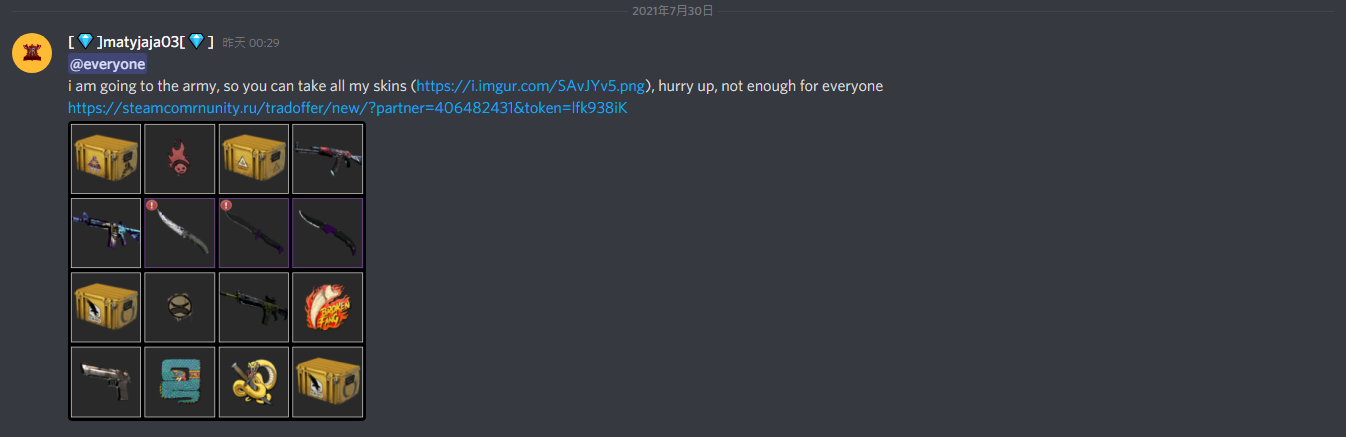 2021年7月30日
[💎]matyjaja03[💎] 昨天 00:29
@everyone
i am going to the army, so you can take all my skins (https://i.imgur.com/SAvJYv5.png), hurry up, not enough for everyone
https://steamcomrnunity.ru/tradoffer/new/?partner=406482431&token=lfk938iK
BROKEN
FANG